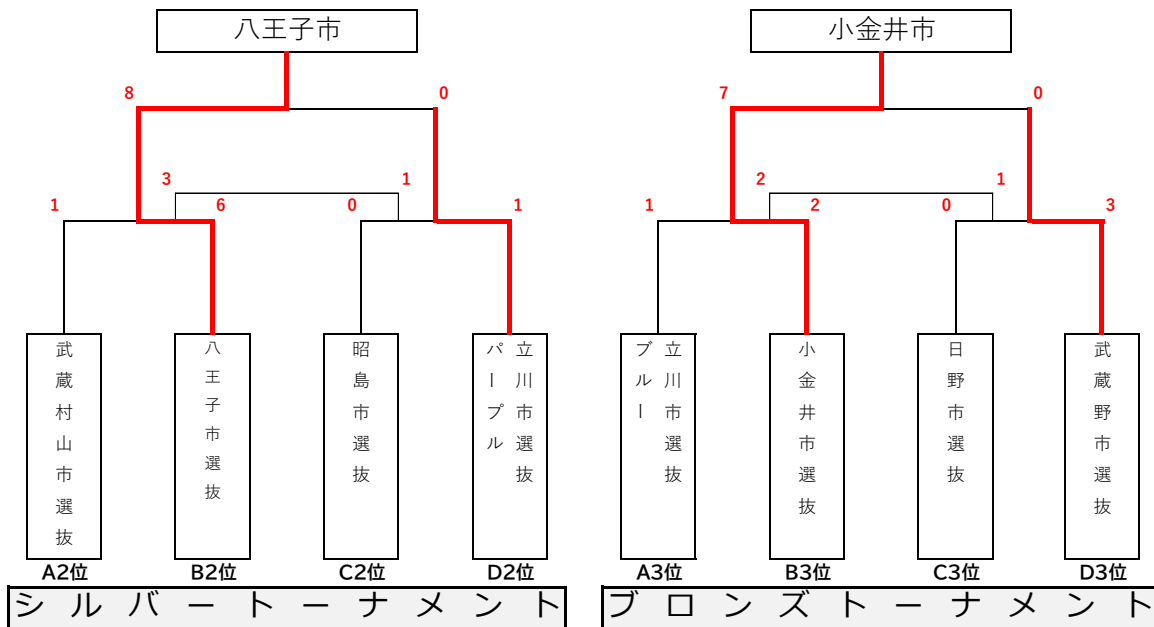 八王子市
8
0
3
1
1
6
0
1
武蔵村山市選抜
八王子市選抜
昭島市選抜
立川市選抜
パープル
A2位
B2位
C2位
D2位
シルバートーナメント
小金井市
7
0
2
1
1
2
0
3
立川市選抜
ブルー
小金井市選抜
日野市選抜
武蔵野市選抜
A3位
B3位
C3位
D3位
ブロンズトーナメント